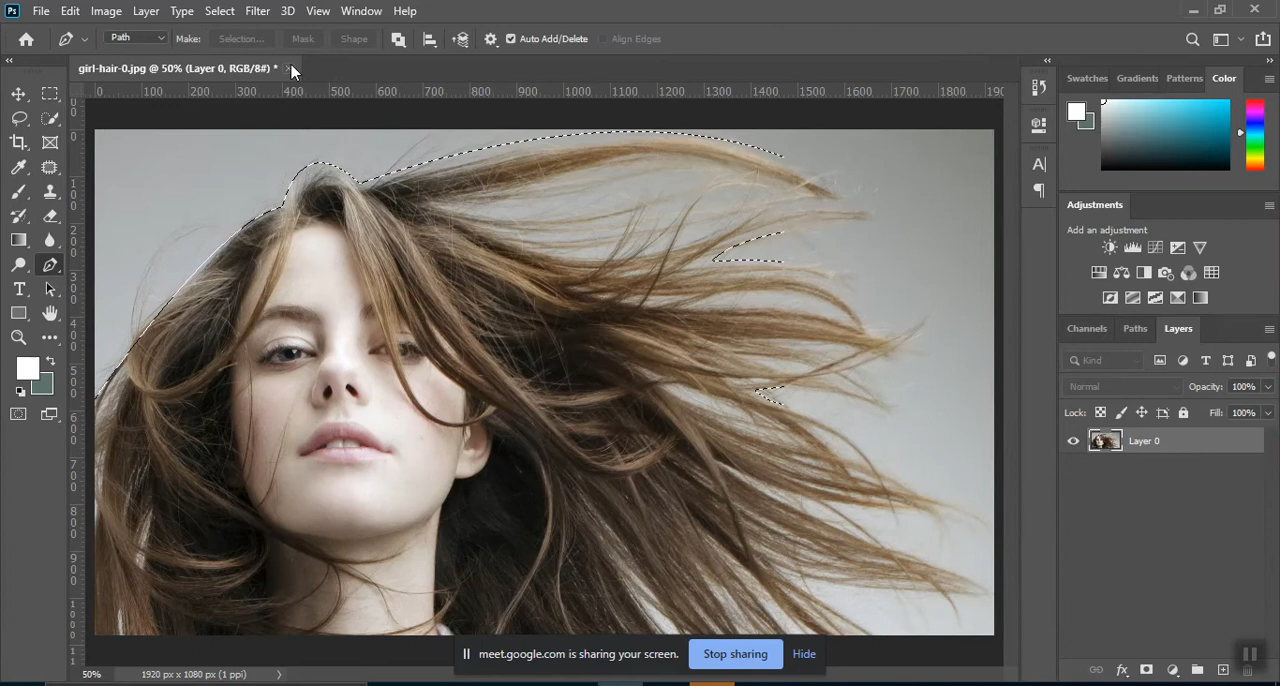 Ps File Edit Image Layer Type Select Filter 3D View Window Help
Path Make: Selection... Mask Shape Auto Add/Delete Align Edges
girl-hair-0.jpg @ 50% (Layer 0, RGB/8#) *
0 100 200 300 400 500 600 700 800 900 1000 1100 1200 1300 1400 1500 1600 1700 1800 190
Swatches Gradients Patterns Color
Adjustments
Add an adjustment
Channels Paths Layers
Kind
Normal Opacity: 100%
Lock: Fill: 100%
Layer 0
meet.google.com is sharing your screen. Stop sharing Hide
50% 1920 px x 1080 px (1 ppi)